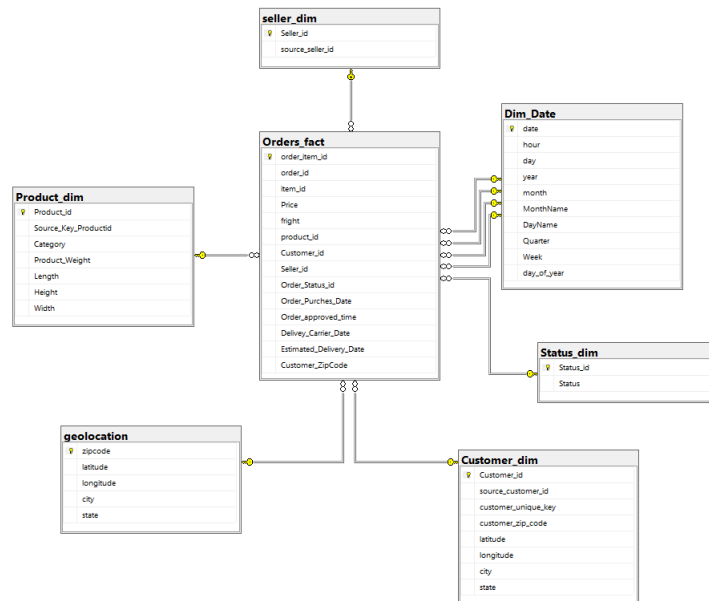 seller_dim
Seller_id
source_seller_id
Dim_Date
date
hour
day
year
month
MonthName
DayName
Quarter
Week
day_of_year
Orders_fact
order_item_id
order_id
item_id
Price
fright
product_id
Customer_id
Seller_id
Order_Status_id
Order_Purches_Date
Order_approved_time
Delivey_Carrier_Date
Estimated_Delivery_Date
Customer_ZipCode
Product_dim
Product_id
Source_Key_Productid
Category
Product_Weight
Length
Height
Width
Status_dim
Status_id
Status
geolocation
zipcode
latitude
longitude
city
state
Customer_dim
Customer_id
source_customer_id
customer_unique_key
customer_zip_code
latitude
longitude
city
state